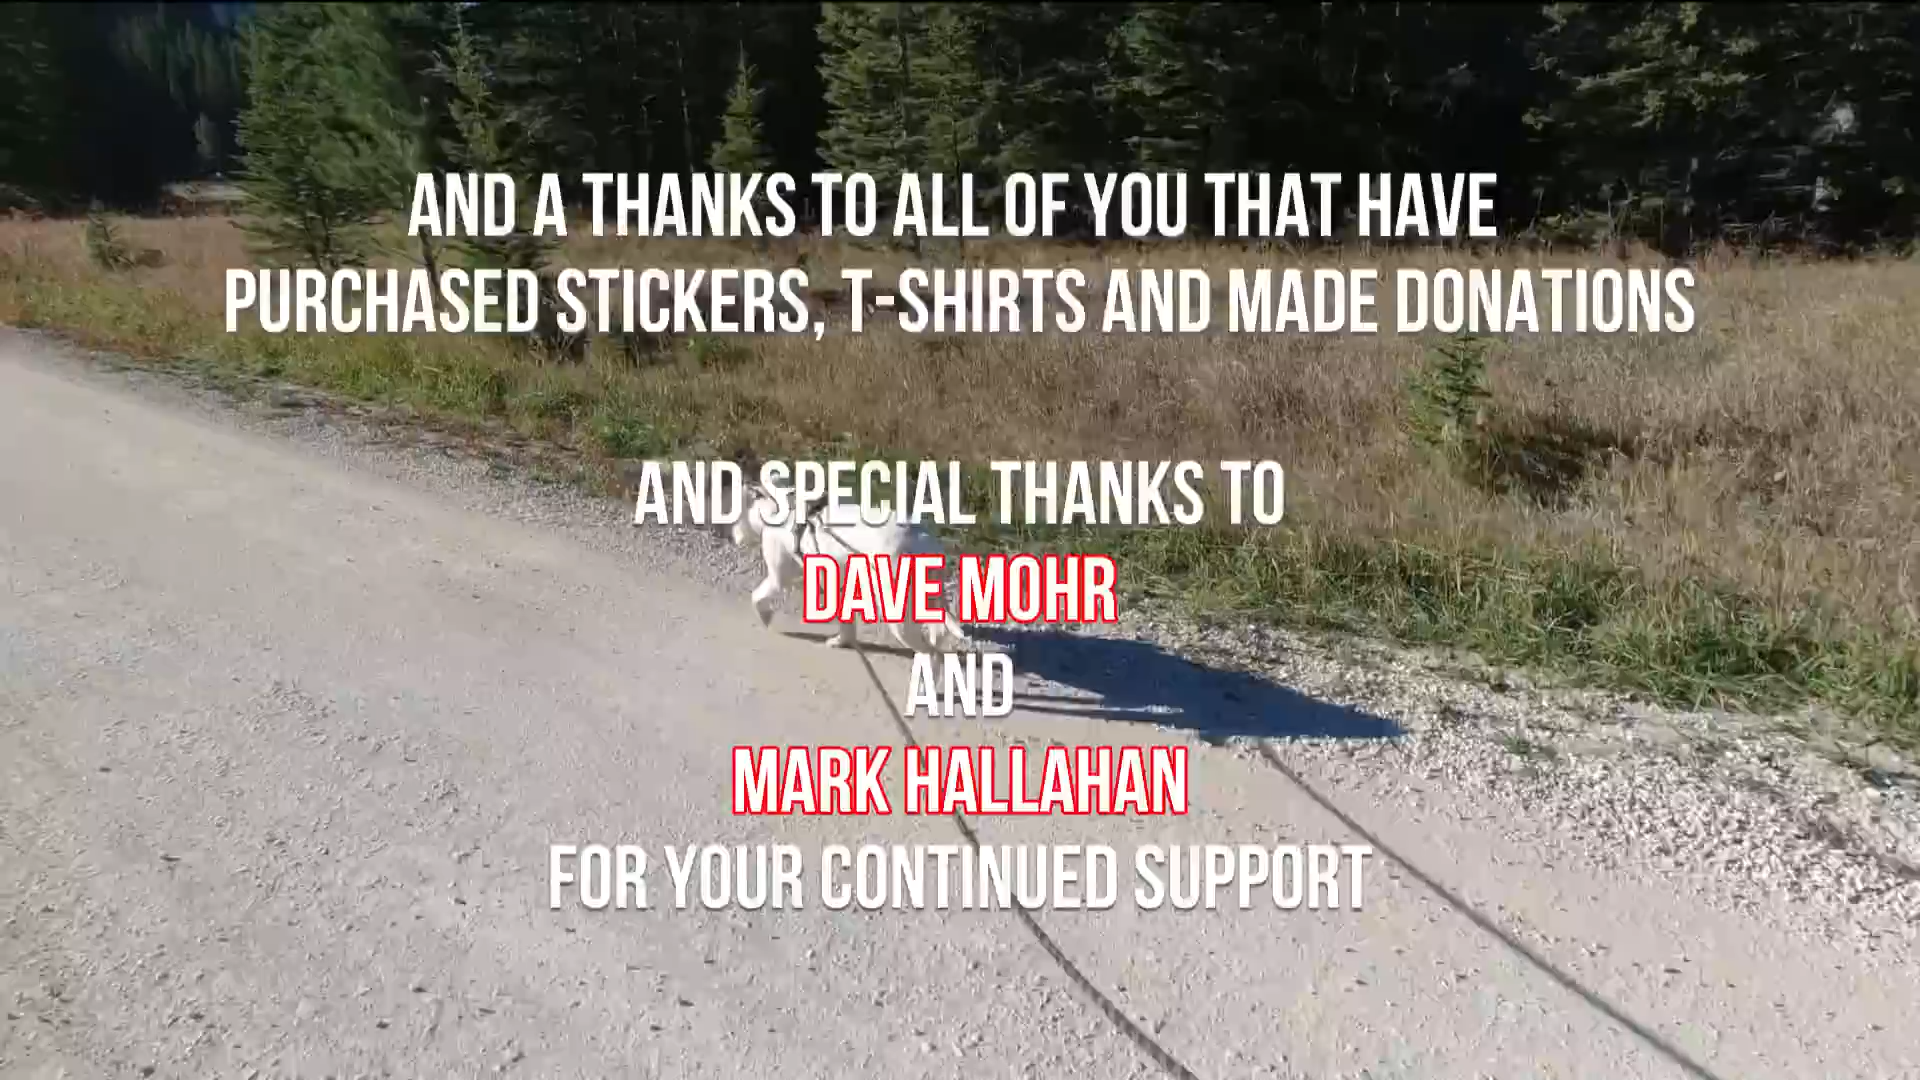 AND A THANKS TO ALL OF YOU THAT HAVE
PURCHASED STICKERS, T-SHIRTS AND MADE DONATIONS
AND SPECIAL THANKS TO
DAVE MOHR
AND
MARK HALLAHAN
FOR YOUR CONTINUED SUPPORT